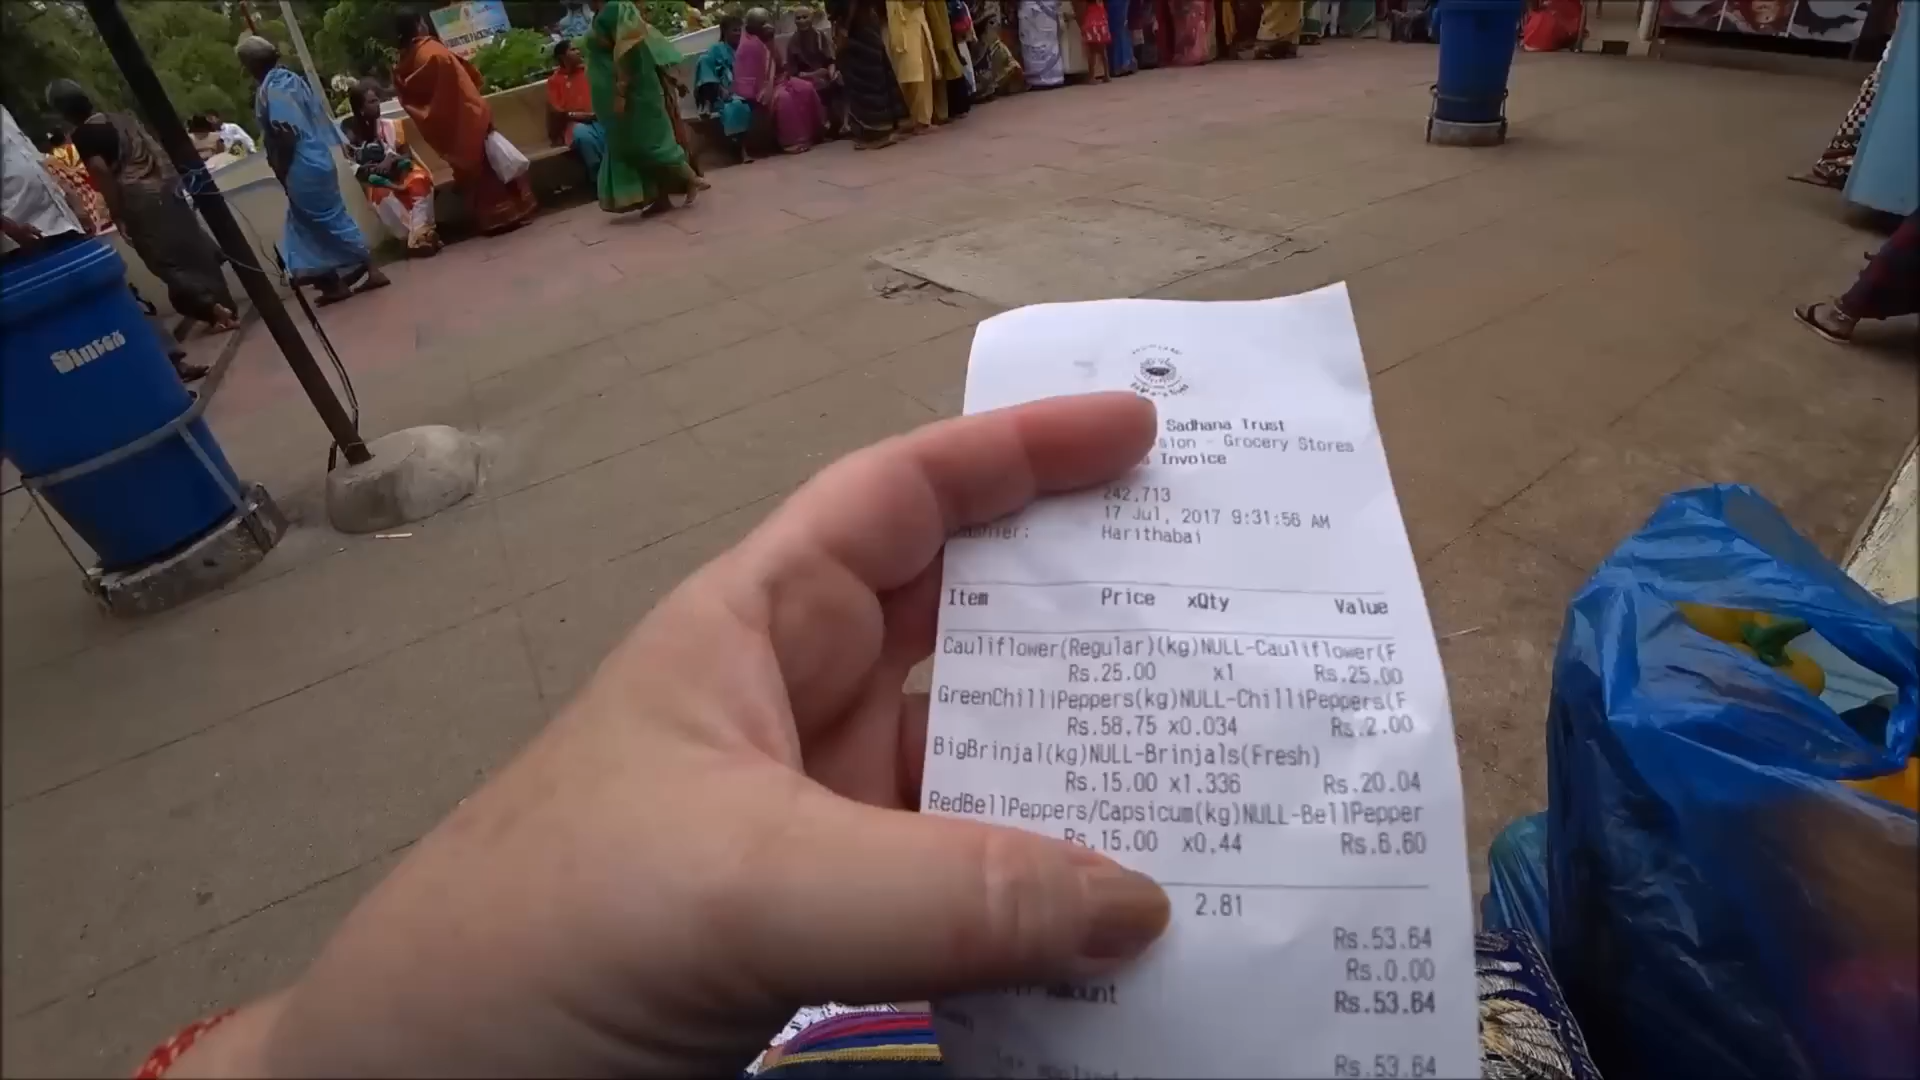 Sintex
Sadhana Trust
sion - Grocery Stores
Invoice
242,713
17 Jul, 2017 9:31:56 AM
Harithabai
Item Price xQty Value
Cauliflower(Regular)(kg)NULL-Cauliflower(F
Rs.25.00 x1 Rs.25.00
GreenChilliPeppers(kg)NULL-ChilliPeppers(F
Rs.58.75 x0.034 Rs.2.00
BigBrinjal(kg)NULL-Brinjals(Fresh)
Rs.15.00 x1.336 Rs.20.04
RedBellPeppers/Capsicum(kg)NULL-BellPepper
Rs.15.00 x0.44 Rs.6.60
2.81
Rs.53.64
Rs.0.00
Amount Rs.53.64
Rs.53.64